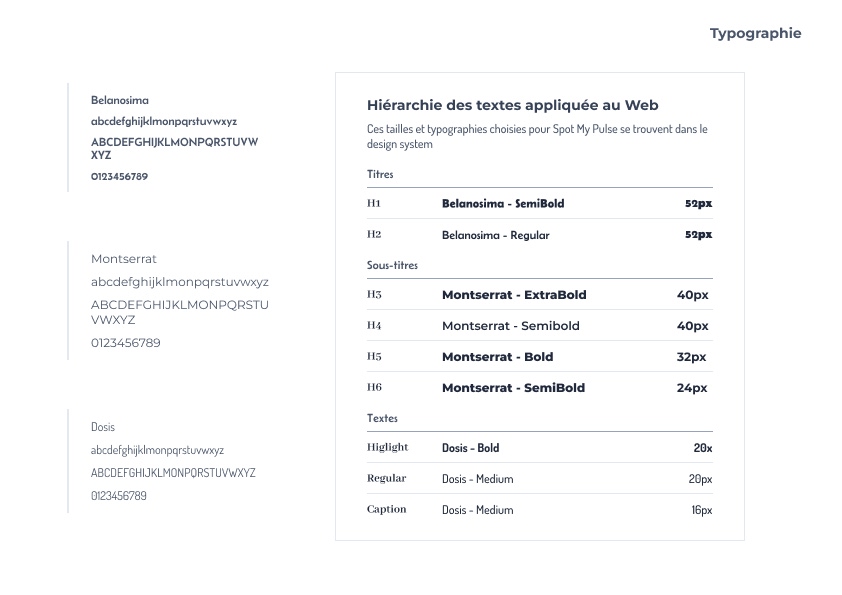 Typographie
Belanosima
abcdefghijklmonpqrstuvwxyz
ABCDEFGHIJKLMONPQRSTUVW
XYZ
0123456789
Montserrat
abcdefghijklmonpqrstuvwxyz
ABCDEFGHIJKLMONPQRSTU
VWXYZ
0123456789
Dosis
abcdefghijklmonpqrstuvwxyz
ABCDEFGHIJKLMONPQRSTUVWXYZ
0123456789
Hiérarchie des textes appliquée au Web
Ces tailles et typographies choisies pour Spot My Pulse se trouvent dans le
design system
Titres
H1 Belanosima - SemiBold 52px
H2 Belanosima - Regular 52px
Sous-titres
H3 Montserrat - ExtraBold 40px
H4 Montserrat - Semibold 40px
H5 Montserrat - Bold 32px
H6 Montserrat - SemiBold 24px
Textes
Higlight Dosis - Bold 20x
Regular Dosis - Medium 20px
Caption Dosis - Medium 16px